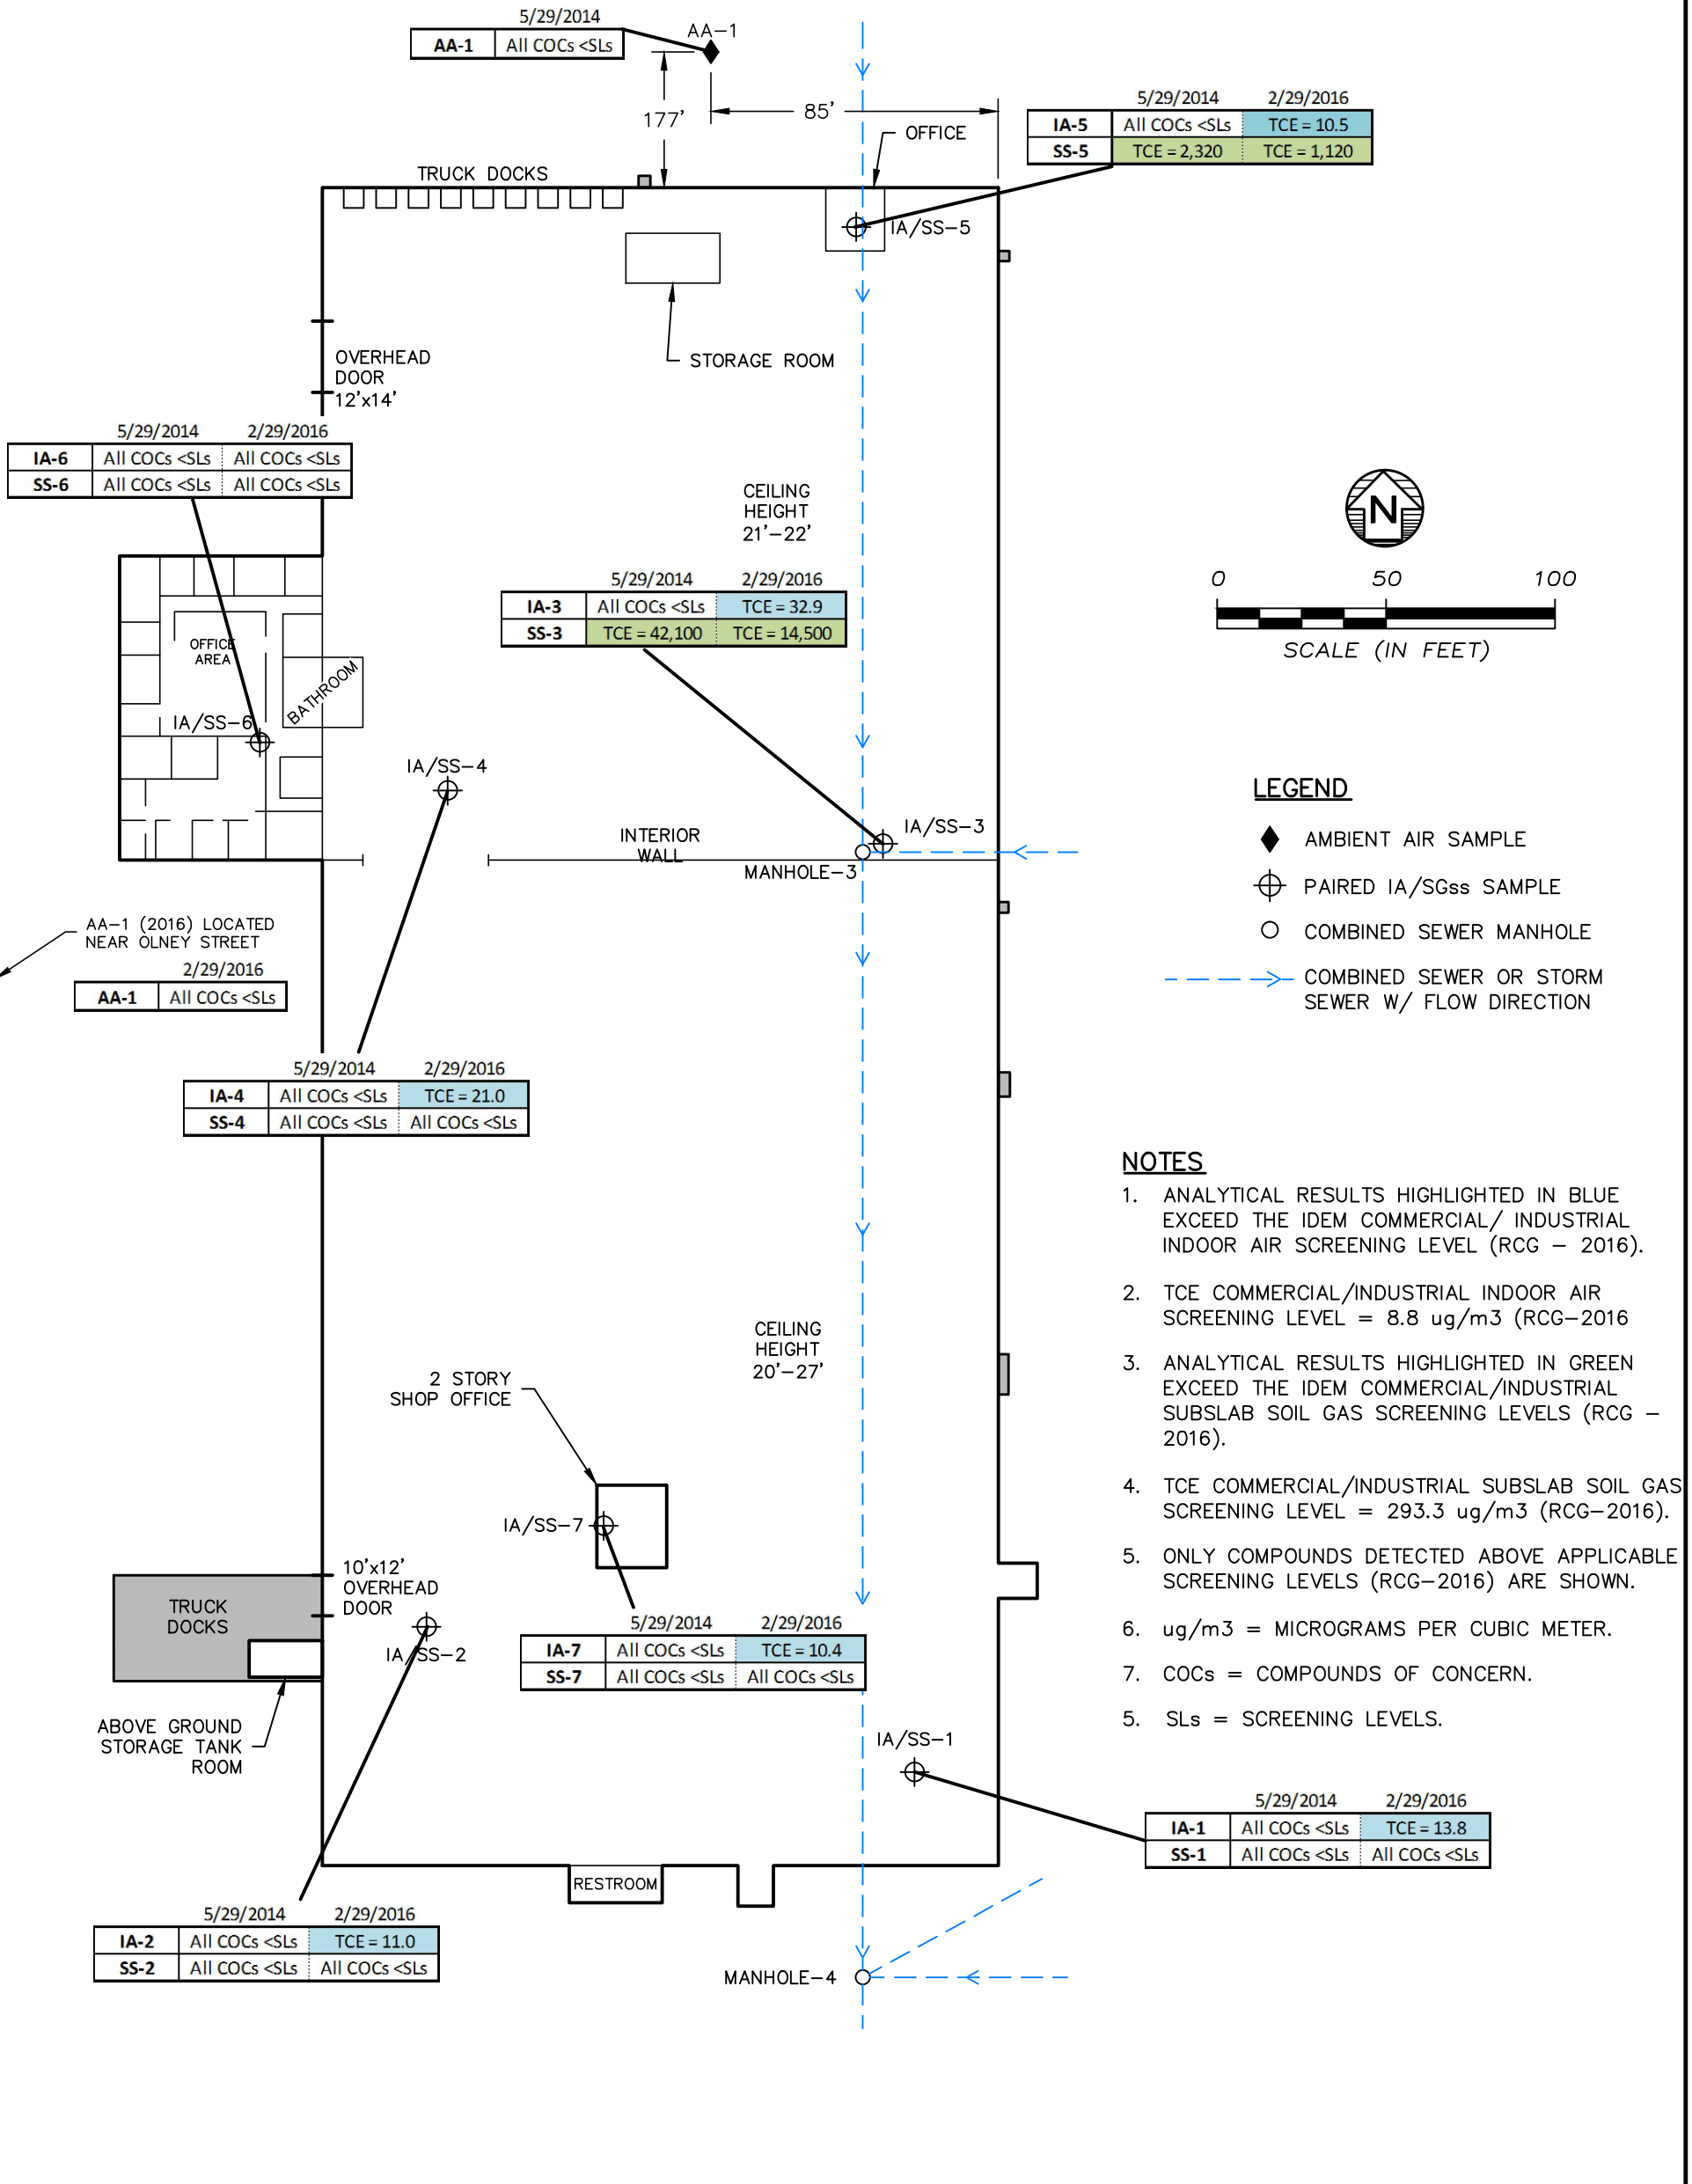 5/29/2014
AA-1 All COCs <SLs
AA-1
177'
85'
OFFICE
5/29/2014 2/29/2016
IA-5 All COCs <SLs TCE = 10.5
SS-5 TCE = 2,320 TCE = 1,120
TRUCK DOCKS
IA/SS-5
STORAGE ROOM
OVERHEAD
DOOR
12'x14'
5/29/2014 2/29/2016
IA-6 All COCs <SLs All COCs <SLs
SS-6 All COCs <SLs All COCs <SLs
CEILING
HEIGHT
21'-22'
N
0 50 100
SCALE (IN FEET)
5/29/2014 2/29/2016
IA-3 All COCs <SLs TCE = 32.9
SS-3 TCE = 42,100 TCE = 14,500
OFFICE
AREA
BATHROOM
IA/SS-6
IA/SS-4
INTERIOR
WALL
IA/SS-3
MANHOLE-3
LEGEND
AMBIENT AIR SAMPLE
PAIRED IA/SGss SAMPLE
COMBINED SEWER MANHOLE
COMBINED SEWER OR STORM
SEWER W/ FLOW DIRECTION
AA-1 (2016) LOCATED
NEAR OLNEY STREET
2/29/2016
AA-1 All COCs <SLs
5/29/2014 2/29/2016
IA-4 All COCs <SLs TCE = 21.0
SS-4 All COCs <SLs All COCs <SLs
NOTES
1. ANALYTICAL RESULTS HIGHLIGHTED IN BLUE
EXCEED THE IDEM COMMERCIAL/ INDUSTRIAL
INDOOR AIR SCREENING LEVEL (RCG - 2016).
2. TCE COMMERCIAL/INDUSTRIAL INDOOR AIR
SCREENING LEVEL = 8.8 ug/m3 (RCG-2016
3. ANALYTICAL RESULTS HIGHLIGHTED IN GREEN
EXCEED THE IDEM COMMERCIAL/INDUSTRIAL
SUBSLAB SOIL GAS SCREENING LEVELS (RCG -
2016).
4. TCE COMMERCIAL/INDUSTRIAL SUBSLAB SOIL GAS
SCREENING LEVEL = 293.3 ug/m3 (RCG-2016).
5. ONLY COMPOUNDS DETECTED ABOVE APPLICABLE
SCREENING LEVELS (RCG-2016) ARE SHOWN.
6. ug/m3 = MICROGRAMS PER CUBIC METER.
7. COCs = COMPOUNDS OF CONCERN.
5. SLs = SCREENING LEVELS.
CEILING
HEIGHT
20'-27'
2 STORY
SHOP OFFICE
IA/SS-7
10'x12'
OVERHEAD
DOOR
TRUCK
DOCKS
IA/SS-2
5/29/2014 2/29/2016
IA-7 All COCs <SLs TCE = 10.4
SS-7 All COCs <SLs All COCs <SLs
ABOVE GROUND
STORAGE TANK
ROOM
IA/SS-1
5/29/2014 2/29/2016
IA-1 All COCs <SLs TCE = 13.8
SS-1 All COCs <SLs All COCs <SLs
RESTROOM
5/29/2014 2/29/2016
IA-2 All COCs <SLs TCE = 11.0
SS-2 All COCs <SLs All COCs <SLs
MANHOLE-4